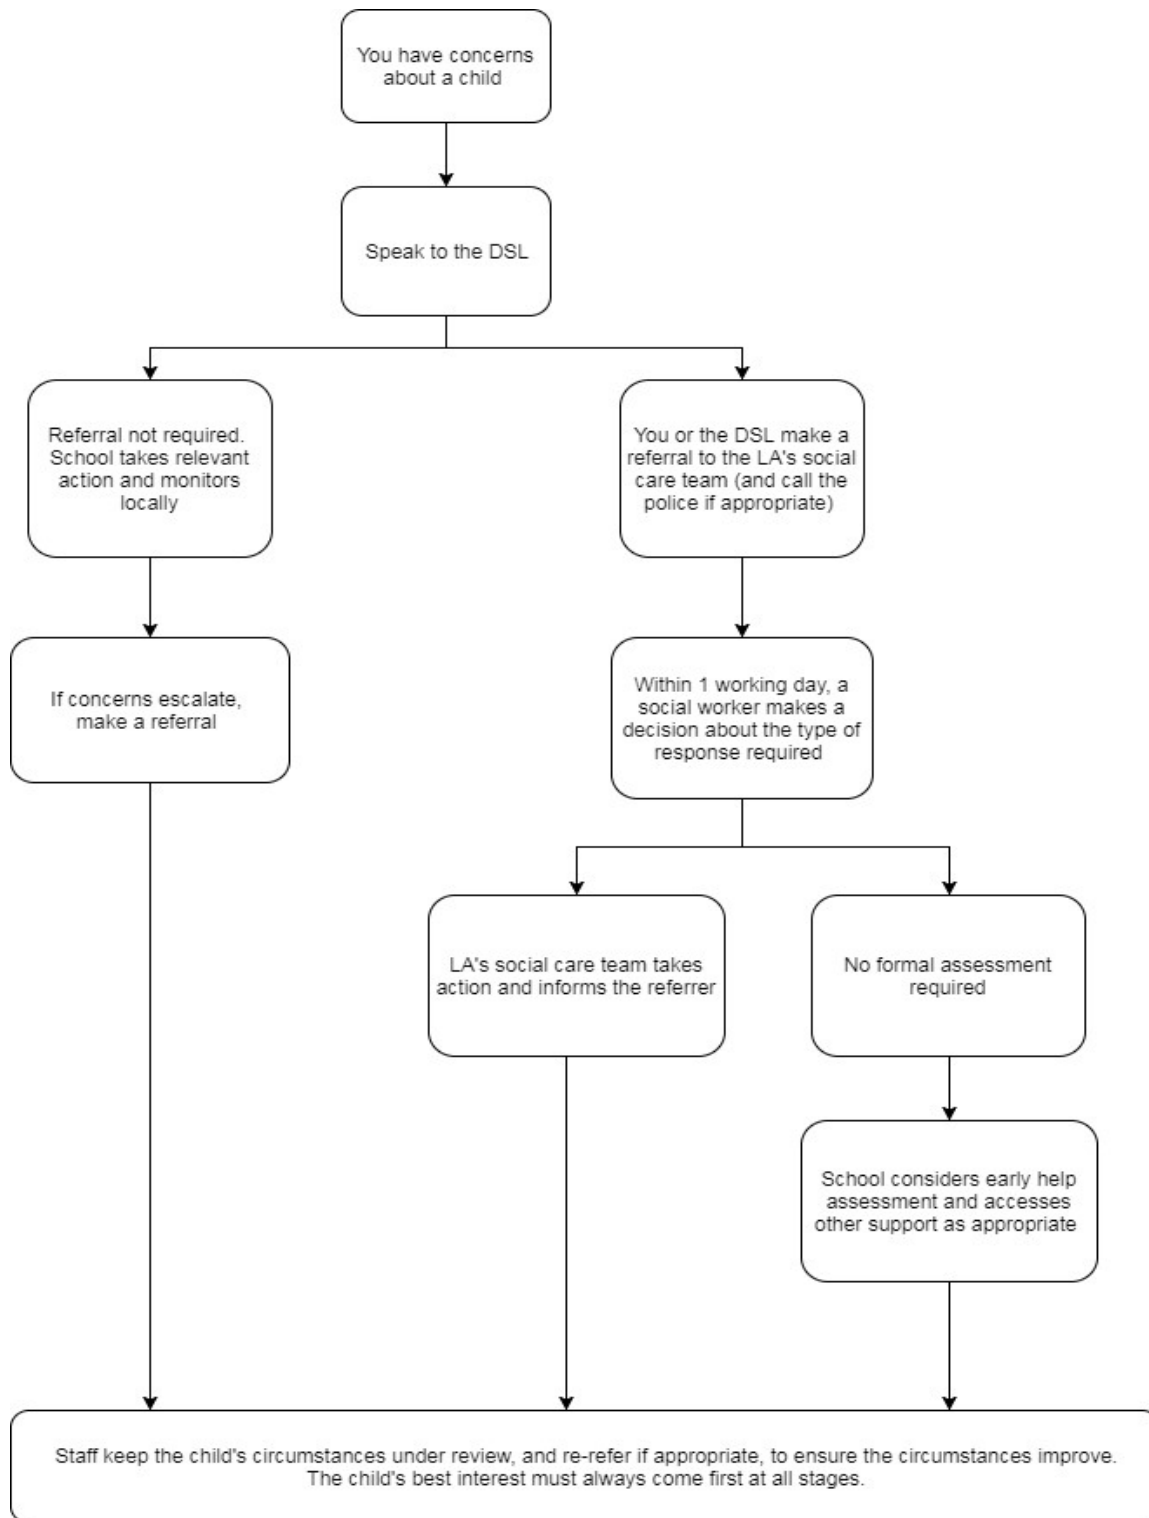 You have concerns
about a child
Speak to the DSL
Referral not required.
School takes relevant
action and monitors
locally
You or the DSL make a
referral to the LA's social
care team (and call the
police if appropriate)
If concerns escalate,
make a referral
Within 1 working day, a
social worker makes a
decision about the type of
response required
LA's social care team takes
action and informs the referrer
No formal assessment
required
School considers early help
assessment and accesses
other support as appropriate
Staff keep the child's circumstances under review, and re-refer if appropriate, to ensure the circumstances improve.
The child's best interest must always come first at all stages.